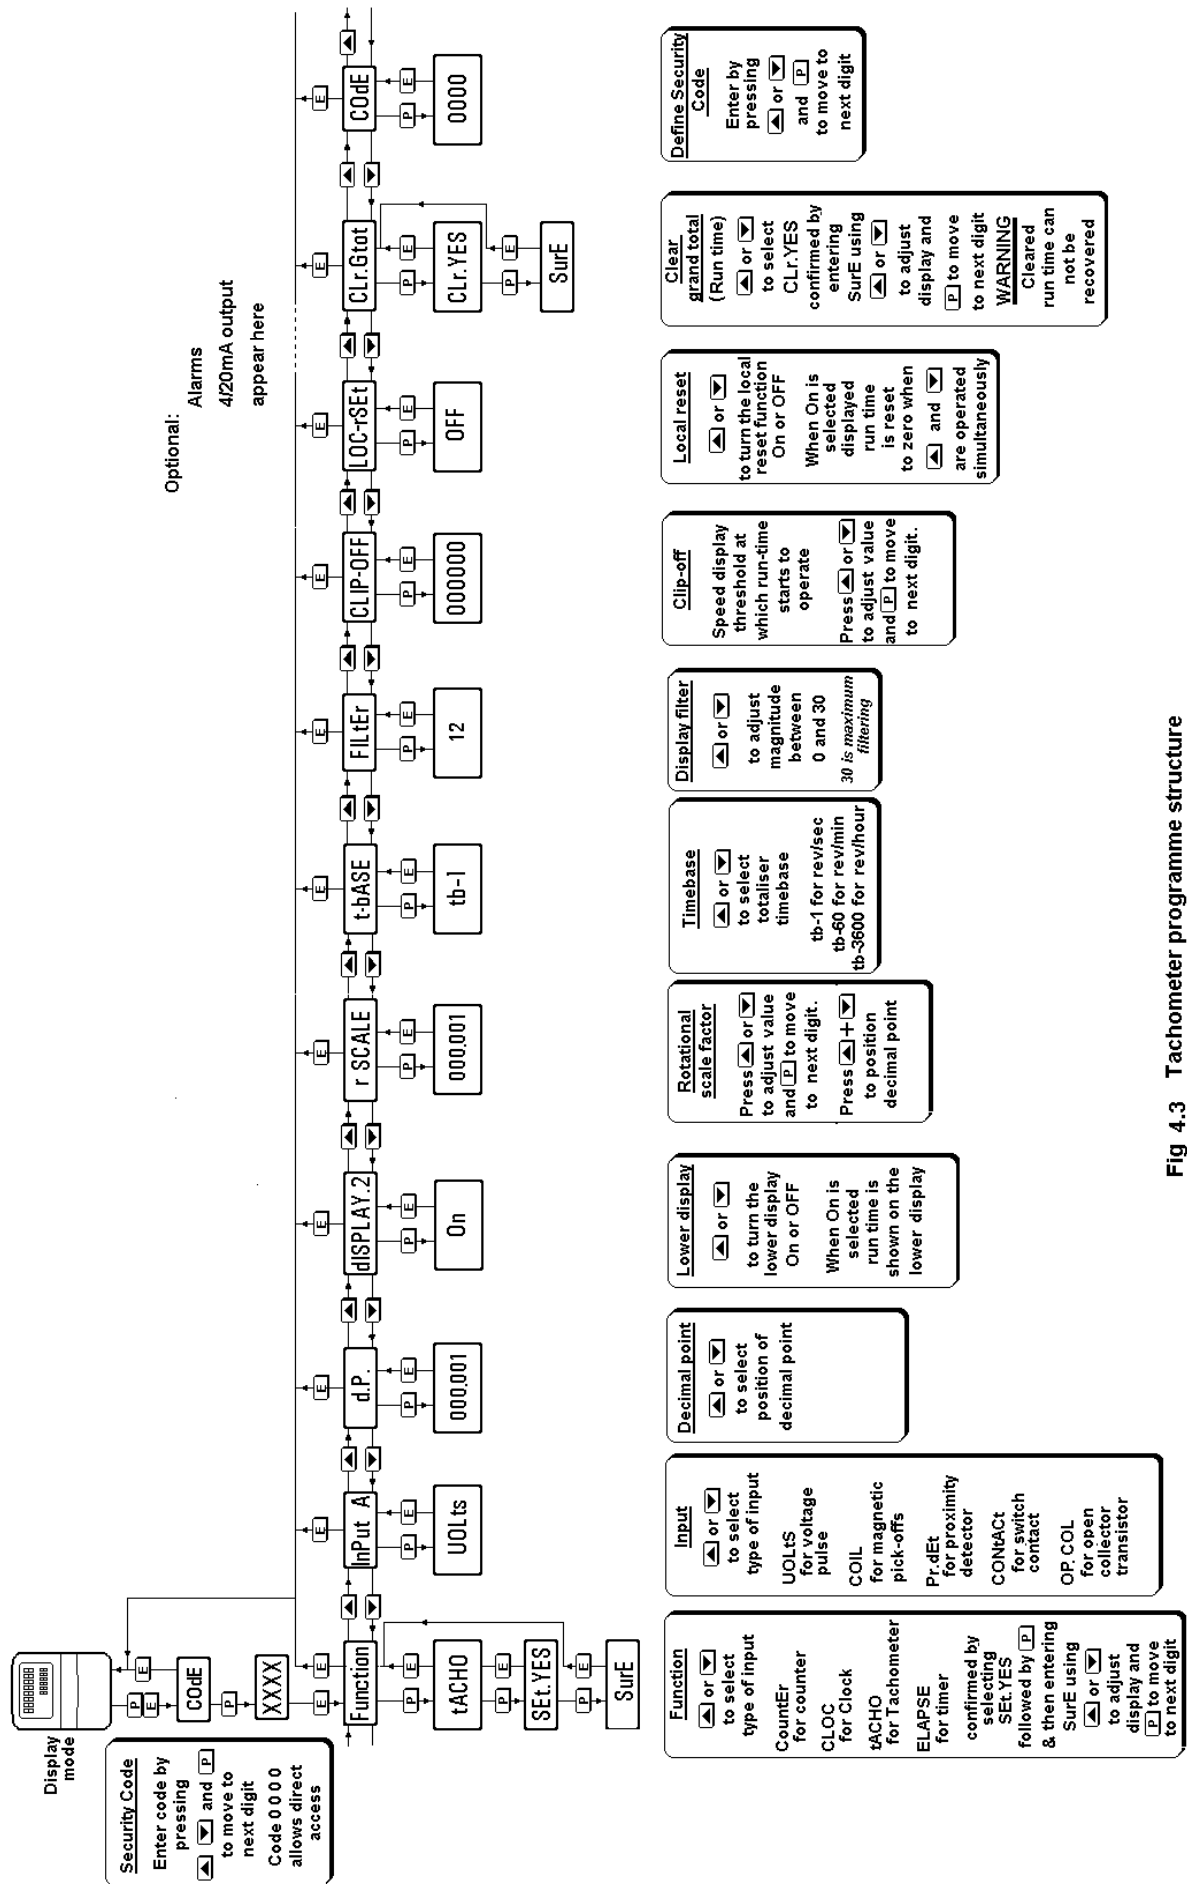 Display
mode
Security Code
Enter code by
pressing
▲ ▼ and P
to move to
next digit
Code 0 0 0 0
allows direct
access
P
E
E
COdE
P
XXXX
E
E
Function
P
E
tACHO
P
E
SEt.YES
P
E
SurE
▲
▼
E
InPut A
P
E
UOLts
▲
▼
E
d.P.
P
E
000.001
▲
▼
E
dISPLAY.2
P
E
On
▲
▼
E
r SCALE
P
E
000.001
▲
▼
E
t-bASE
P
E
tb-1
▲
▼
E
FILtEr
P
E
12
▲
▼
E
CLIP-OFF
P
E
000000
▲
▼
E
LOC-rSEt
P
E
OFF
▲
▼
Optional:
Alarms
4/20mA output
appear here
E
CLr.Gtot
P
E
CLr.YES
P
E
SurE
▲
▼
E
COdE
P
E
0000
▲
Function
▲ or ▼
to select
type of input
CountEr
for counter
CLOC
for Clock
tACHO
for Tachometer
ELAPSE
for timer
confirmed by
selecting
SEt.YES
followed by P
& then entering
SurE using
▲ or ▼
to adjust
display and
P to move
to next digit
Input
▲ or ▼
to select
type of input
UOLtS
for voltage
pulse
COIL
for magnetic
pick-offs
Pr.dEt
for proximity
detector
CONtACt
for switch
contact
OP. COL
for open
collector
transistor
Decimal point
▲ or ▼
to select
position of
decimal point
Lower display
▲ or ▼
to turn the
lower display
On or OFF
When On is
selected
run time is
shown on the
lower display
Rotational
scale factor
Press ▲ or ▼
to adjust value
and P to move
to next digit.
Press ▲ + ▼
to position
decimal point
Timebase
▲ or ▼
to select
totaliser
timebase
tb-1 for rev/sec
tb-60 for rev/min
tb-3600 for rev/hour
Display filter
▲ or ▼
to adjust
magnitude
between
0 and 30
30 is maximum
filtering
Clip-off
Speed display
threshold at
which run-time
starts to
operate
Press ▲ or ▼
to adjust value
and P to move
to next digit.
Local reset
▲ or ▼
to turn the local
reset function
On or OFF
When On is
selected
displayed
run time
is reset
to zero when
▲ and ▼
are operated
simultaneously
Clear
grand total
(Run time)
▲ or ▼
to select
CLr.YES
confirmed by
entering
SurE using
▲ or ▼
to adjust
display and
P to move
to next digit
WARNING
Cleared
run time can
not be
recovered
Define Security
Code
Enter by
pressing
▲ or ▼
and P
to move to
next digit
Fig 4.3 Tachometer programme structure